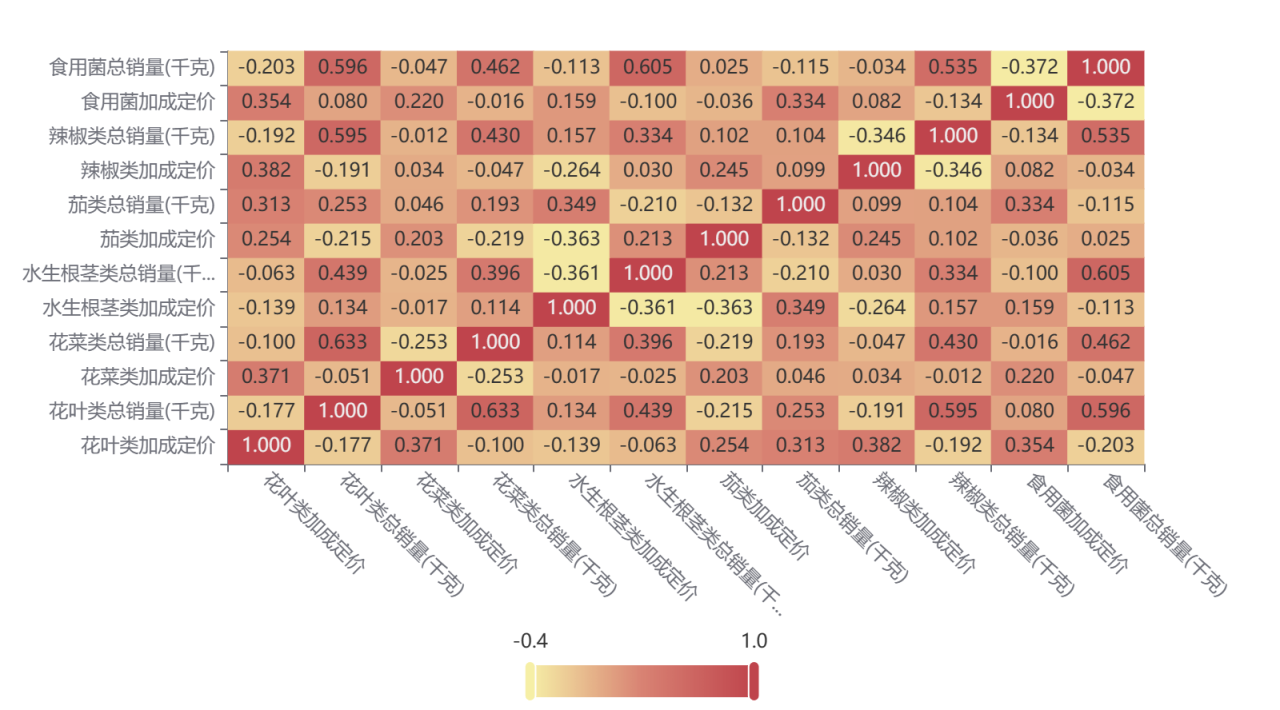 食用菌总销量(千克) -0.203 0.596 -0.047 0.462 -0.113 0.605 0.025 -0.115 -0.034 0.535 -0.372 1.000
食用菌加成定价 0.354 0.080 0.220 -0.016 0.159 -0.100 -0.036 0.334 0.082 -0.134 1.000 -0.372
辣椒类总销量(千克) -0.192 0.595 -0.012 0.430 0.157 0.334 0.102 0.104 -0.346 1.000 -0.134 0.535
辣椒类加成定价 0.382 -0.191 0.034 -0.047 -0.264 0.030 0.245 0.099 1.000 -0.346 0.082 -0.034
茄类总销量(千克) 0.313 0.253 0.046 0.193 0.349 -0.210 -0.132 1.000 0.099 0.104 0.334 -0.115
茄类加成定价 0.254 -0.215 0.203 -0.219 -0.363 0.213 1.000 -0.132 0.245 0.102 -0.036 0.025
水生根茎类总销量(千... -0.063 0.439 -0.025 0.396 -0.361 1.000 0.213 -0.210 0.030 0.334 -0.100 0.605
水生根茎类加成定价 -0.139 0.134 -0.017 0.114 1.000 -0.361 -0.363 0.349 -0.264 0.157 0.159 -0.113
花菜类总销量(千克) -0.100 0.633 -0.253 1.000 0.114 0.396 -0.219 0.193 -0.047 0.430 -0.016 0.462
花菜类加成定价 0.371 -0.051 1.000 -0.253 -0.017 -0.025 0.203 0.046 0.034 -0.012 0.220 -0.047
花叶类总销量(千克) -0.177 1.000 -0.051 0.633 0.134 0.439 -0.215 0.253 -0.191 0.595 0.080 0.596
花叶类加成定价 1.000 -0.177 0.371 -0.100 -0.139 -0.063 0.254 0.313 0.382 -0.192 0.354 -0.203
花叶类加成定价
花叶类总销量(千克)
花菜类加成定价
花菜类总销量(千克)
水生根茎类加成定价
水生根茎类总销量(千...
茄类加成定价
茄类总销量(千克)
辣椒类加成定价
辣椒类总销量(千克)
食用菌加成定价
食用菌总销量(千克)
-0.4 1.0